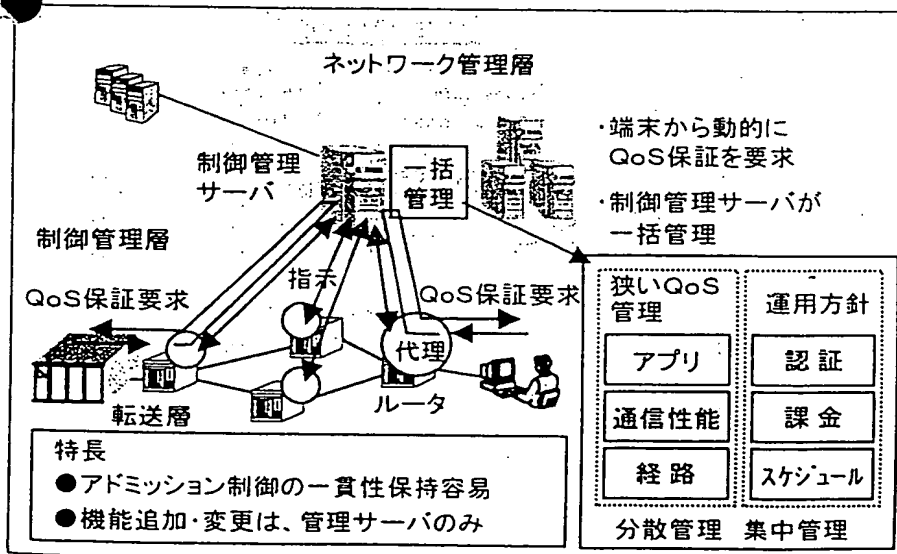 ネットワーク管理層
制御管理
サーバ
一括
管理
・端末から動的に
QoS保証を要求
・制御管理サーバが
一括管理
制御管理層
指示
QoS保証要求
QoS保証要求
代理
転送層
ルータ
狭いQoS
管理
アプリ
通信性能
経路
運用方針
認証
課金
スケジュール
分散管理 集中管理
特長
●アドミッション制御の一貫性保持容易
●機能追加・変更は、管理サーバのみ